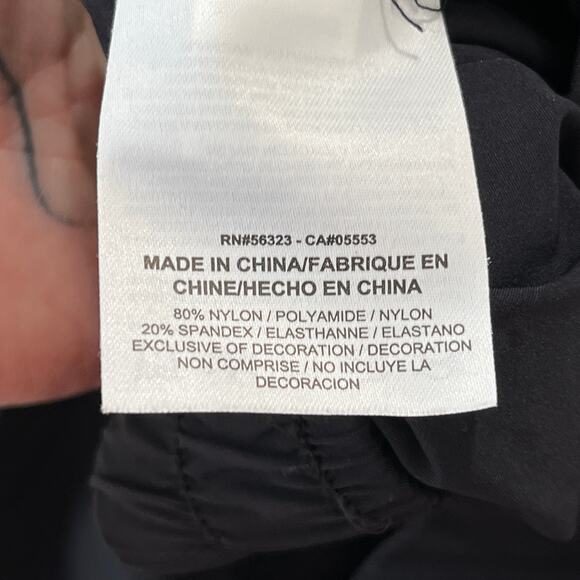 RN#56323 - CA#05553
MADE IN CHINA/FABRIQUE EN
CHINE/HECHO EN CHINA
80% NYLON / POLYAMIDE / NYLON
20% SPANDEX / ELASTHANNE / ELASTANO
EXCLUSIVE OF DECORATION / DECORATION
NON COMPRISE / NO INCLUYE LA
DECORACION